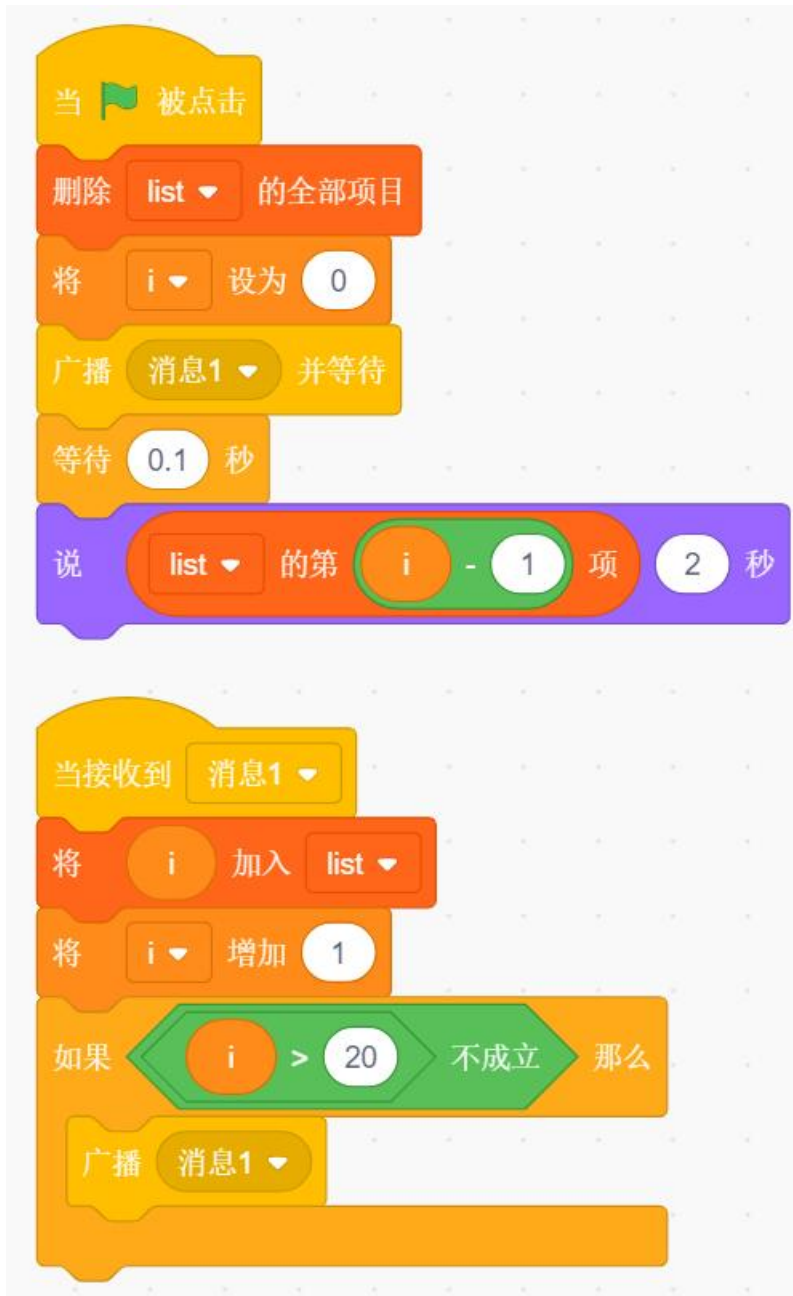 当 被点击
删除 list 的全部项目
将 i 设为 0
广播 消息1 并等待
等待 0.1 秒
说 list 的第 i - 1 项 2 秒
当接收到 消息1
将 i 加入 list
将 i 增加 1
如果 i > 20 不成立 那么
广播 消息1